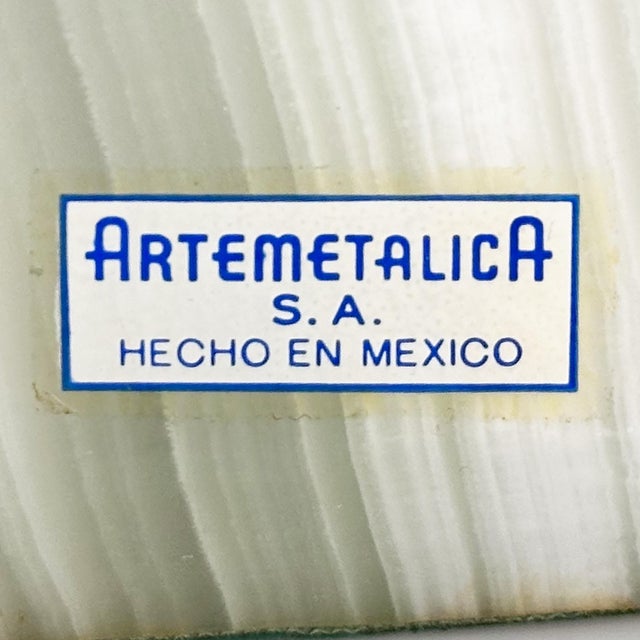 ARTEMETALICA
S. A.
HECHO EN MEXICO